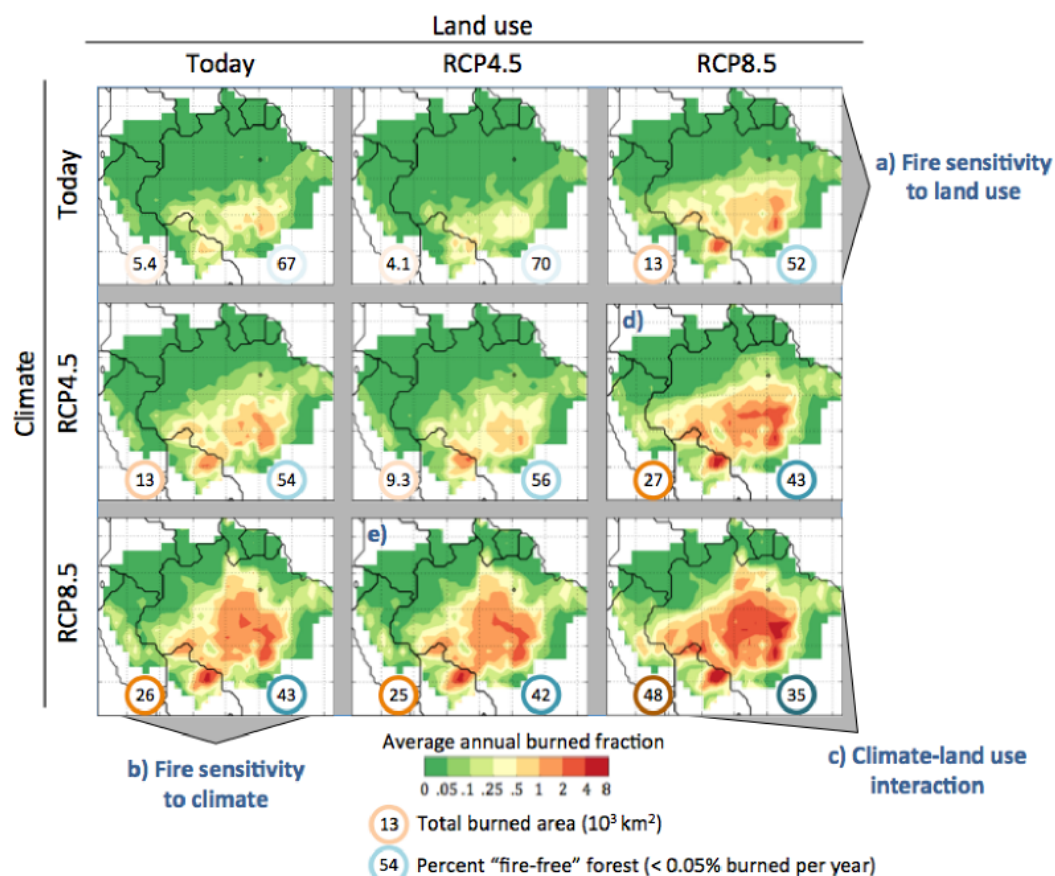 Land use
Today
RCP4.5
RCP8.5
Climate
Today
5.4
67
4.1
70
13
52
a) Fire sensitivity
to land use
RCP4.5
13
54
9.3
56
d)
27
43
RCP8.5
26
43
e)
25
42
48
35
b) Fire sensitivity
to climate
c) Climate-land use
interaction
Average annual burned fraction
0 .05 .1 .25 .5 1 2 4 8
13 Total burned area (10³ km²)
54 Percent “fire-free” forest (< 0.05% burned per year)